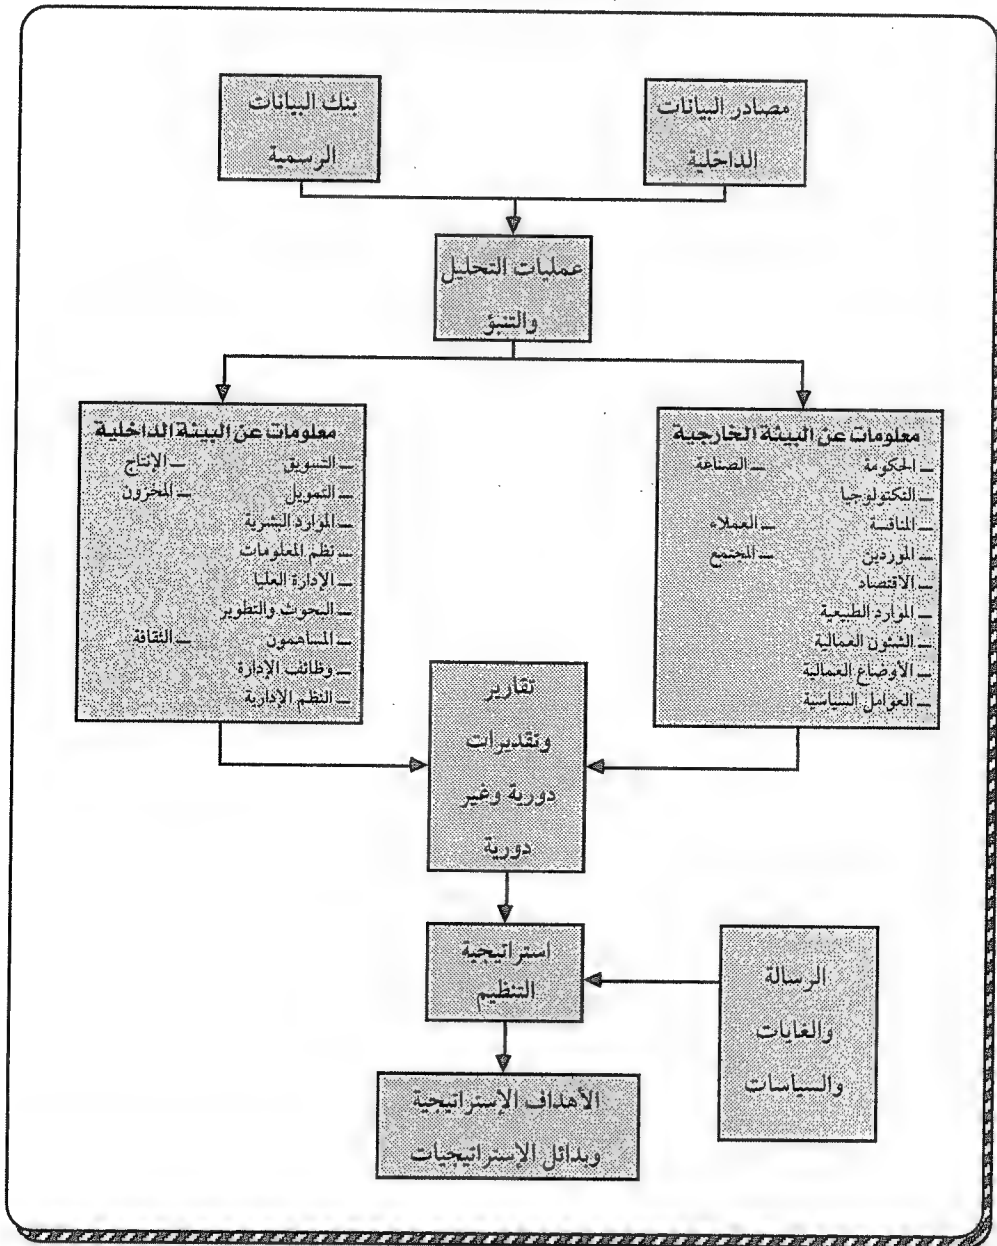 مصادر البيانات
الداخلية
بنك البيانات
الرسمية
عمليات التحليل
والتنبؤ
معلومات عن البيئة الخارجية
ـ الحكومة ـ الصناعة
ـ التكنولوجيا
ـ المنافسة ـ العملاء
ـ الموردين ـ المجتمع
ـ الاقتصاد
ـ الموارد الطبيعية
ـ الشئون العمالية
ـ الأوضاع العمالية
ـ العوامل السياسية
معلومات عن البيئة الداخلية
ـ التسويق ـ الإنتاج
ـ التمويل ـ المخزون
ـ الموارد البشرية
ـ نظم المعلومات
ـ الإدارة العليا
ـ البحوث والتطوير
ـ المساهمون ـ الثقافة
ـ وظائف الإدارة
ـ النظم الإدارية
تقارير
وتقديرات
دورية وغير
دورية
استراتيجية
التنظيم
الرسالة
والغايات
والسياسات
الأهداف الإستراتيجية
وبدائل الإستراتيجيات